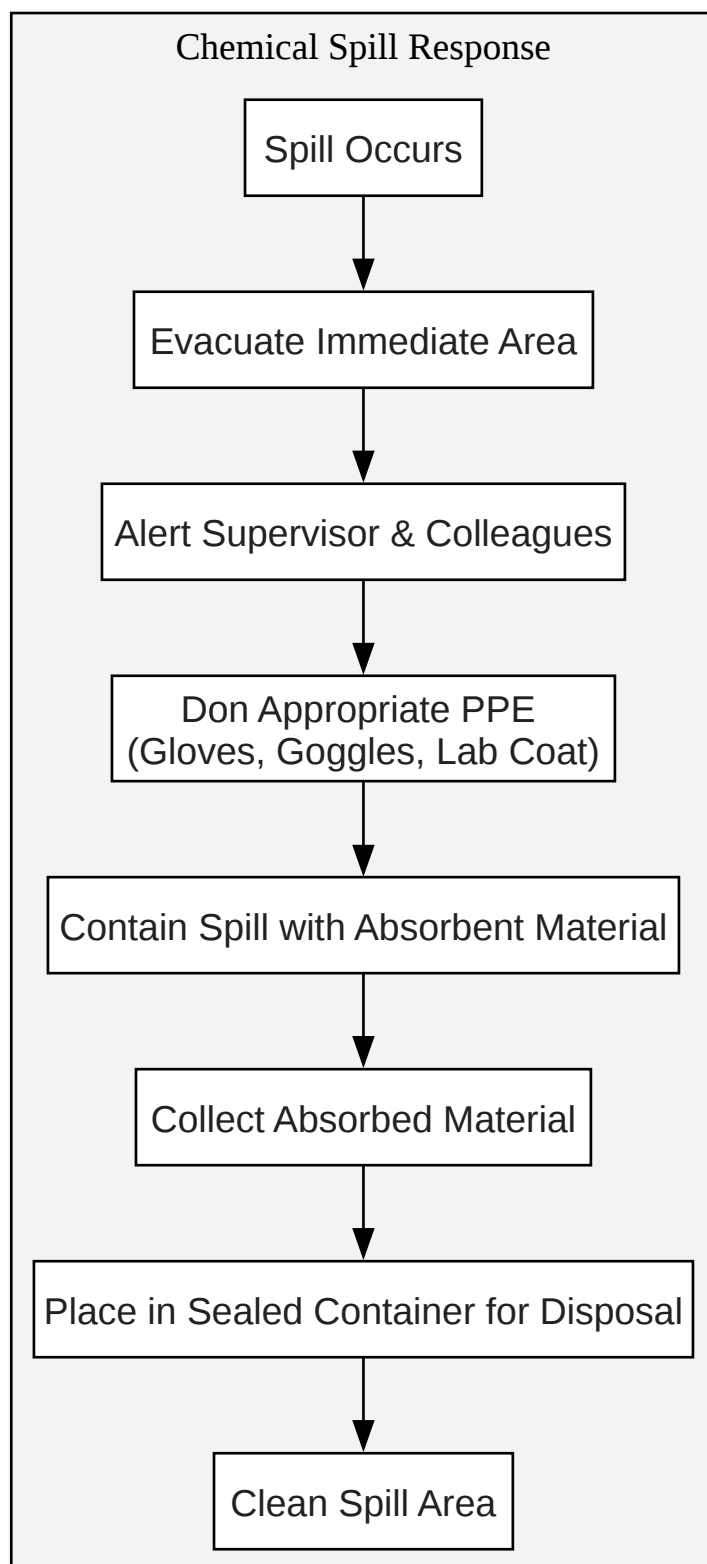 Chemical Spill Response
Spill Occurs
Evacuate Immediate Area
Alert Supervisor & Colleagues
Don Appropriate PPE
(Gloves, Goggles, Lab Coat)
Contain Spill with Absorbent Material
Collect Absorbed Material
Place in Sealed Container for Disposal
Clean Spill Area